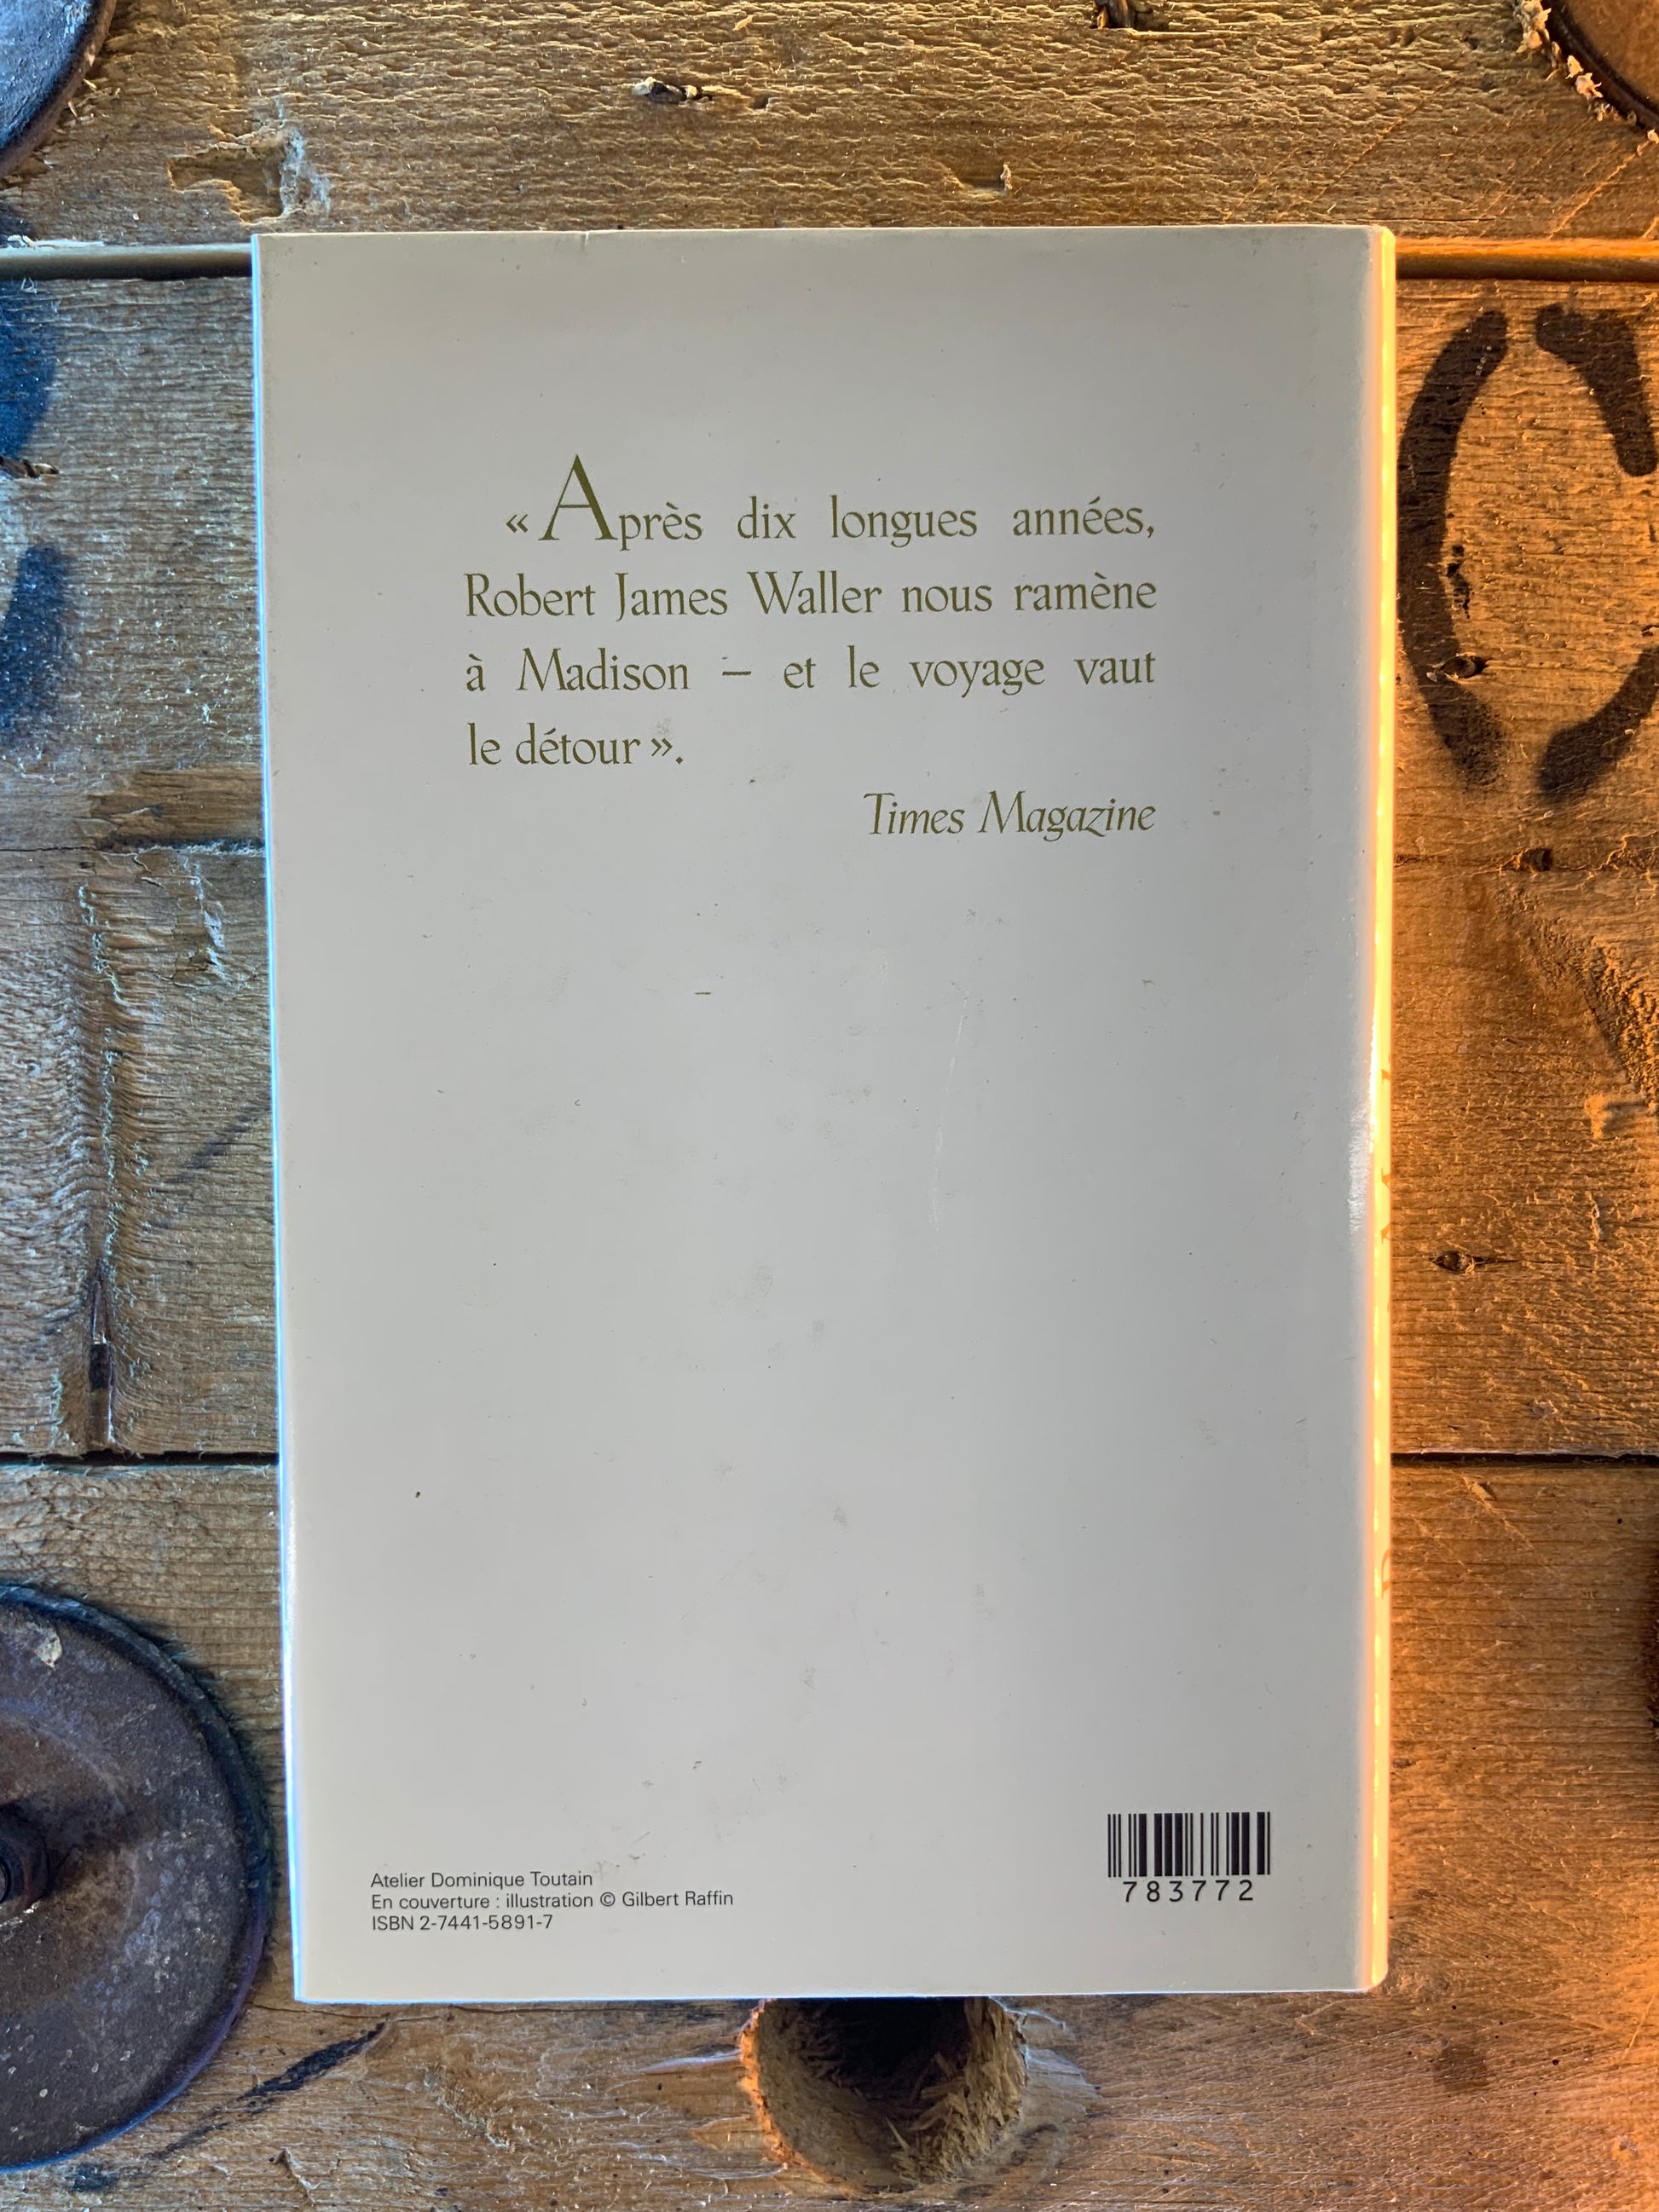 « Après dix longues années,
Robert James Waller nous ramène
à Madison – et le voyage vaut
le détour ».
Times Magazine
Atelier Dominique Toutain
En couverture : illustration © Gilbert Raffin
ISBN 2-7441-5891-7
783772